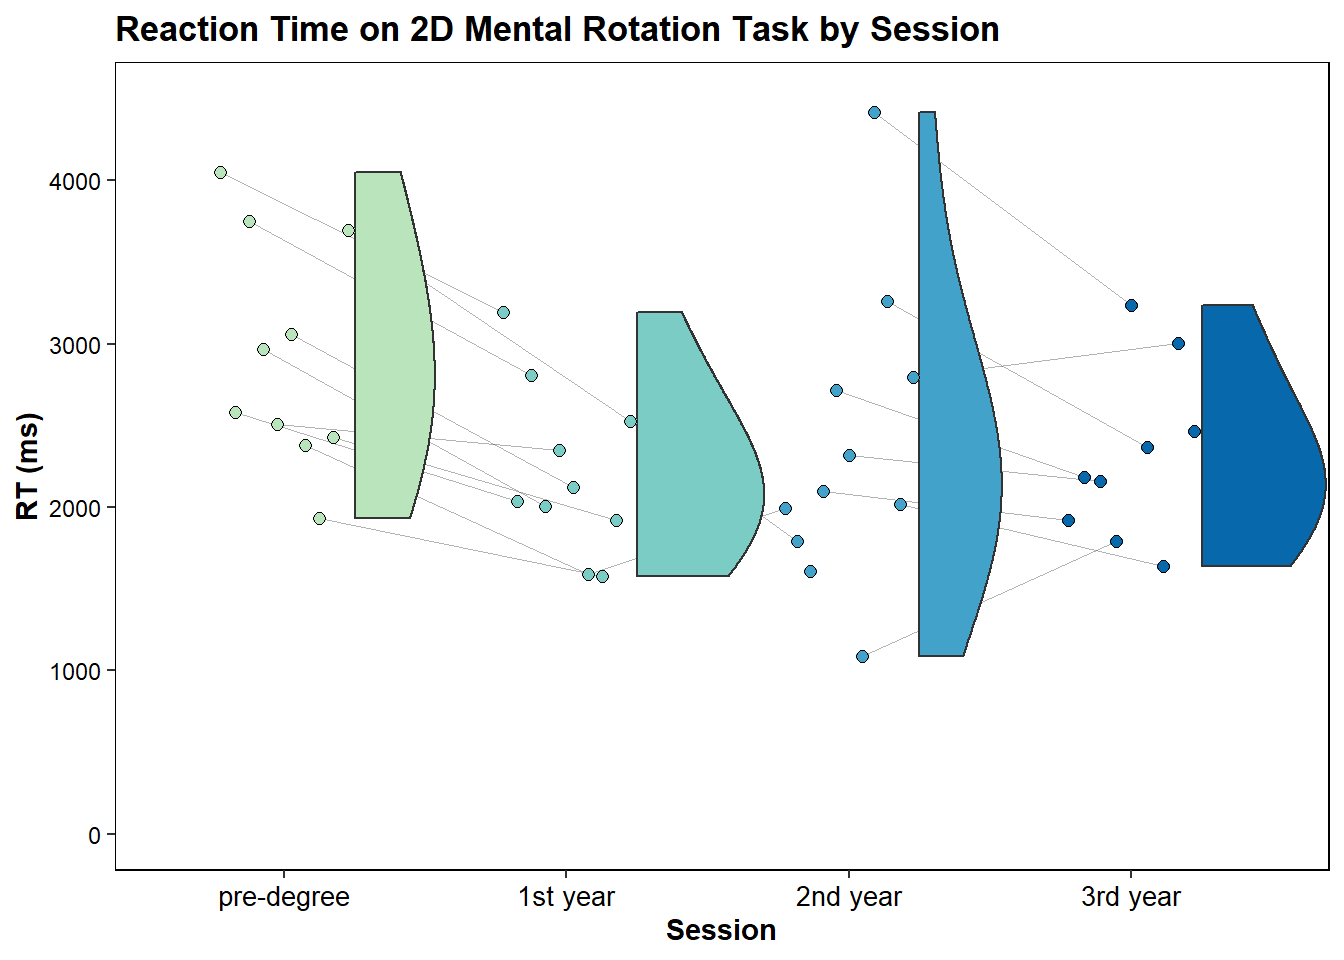 Reaction Time on 2D Mental Rotation Task by Session
RT (ms)
4000
3000
2000
1000
0
pre-degree
1st year
2nd year
3rd year
Session